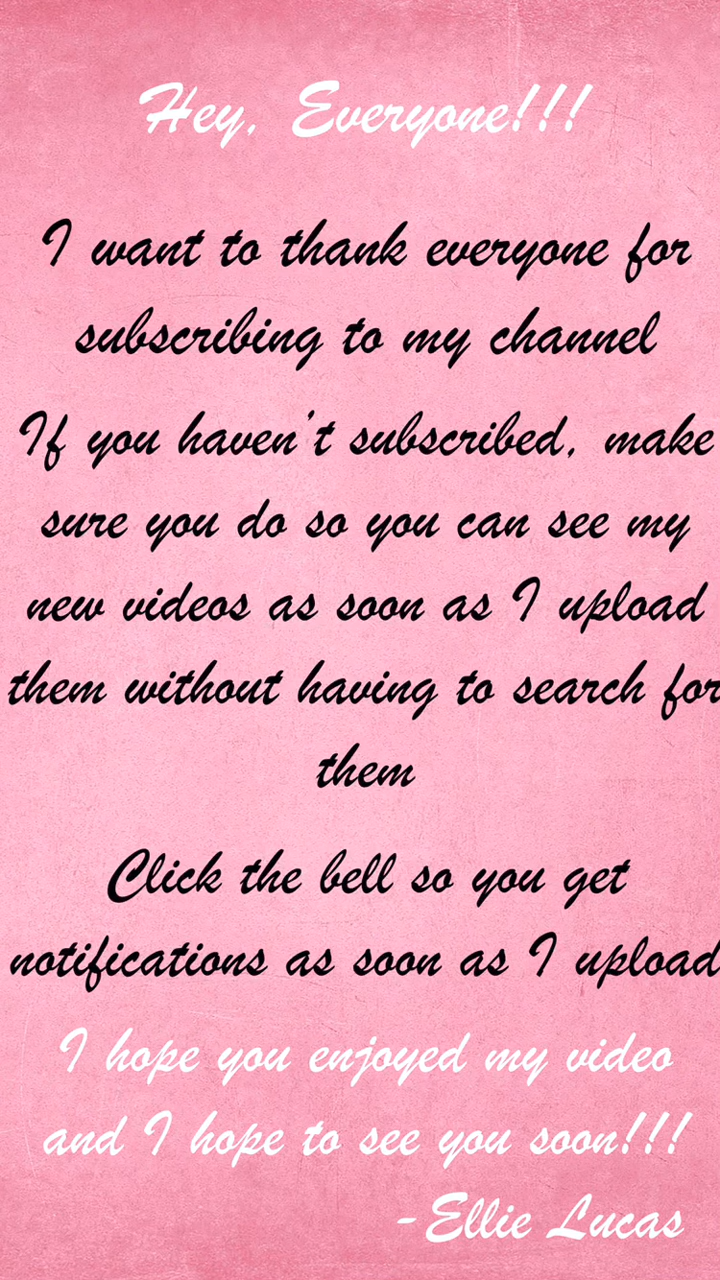 Hey, Everyone!!!
I want to thank everyone for
subscribing to my channel
If you haven't subscribed, make
sure you do so you can see my
new videos as soon as I upload
them without having to search for
them
Click the bell so you get
notifications as soon as I upload
I hope you enjoyed my video
and I hope to see you soon!!!
-Ellie Lucas